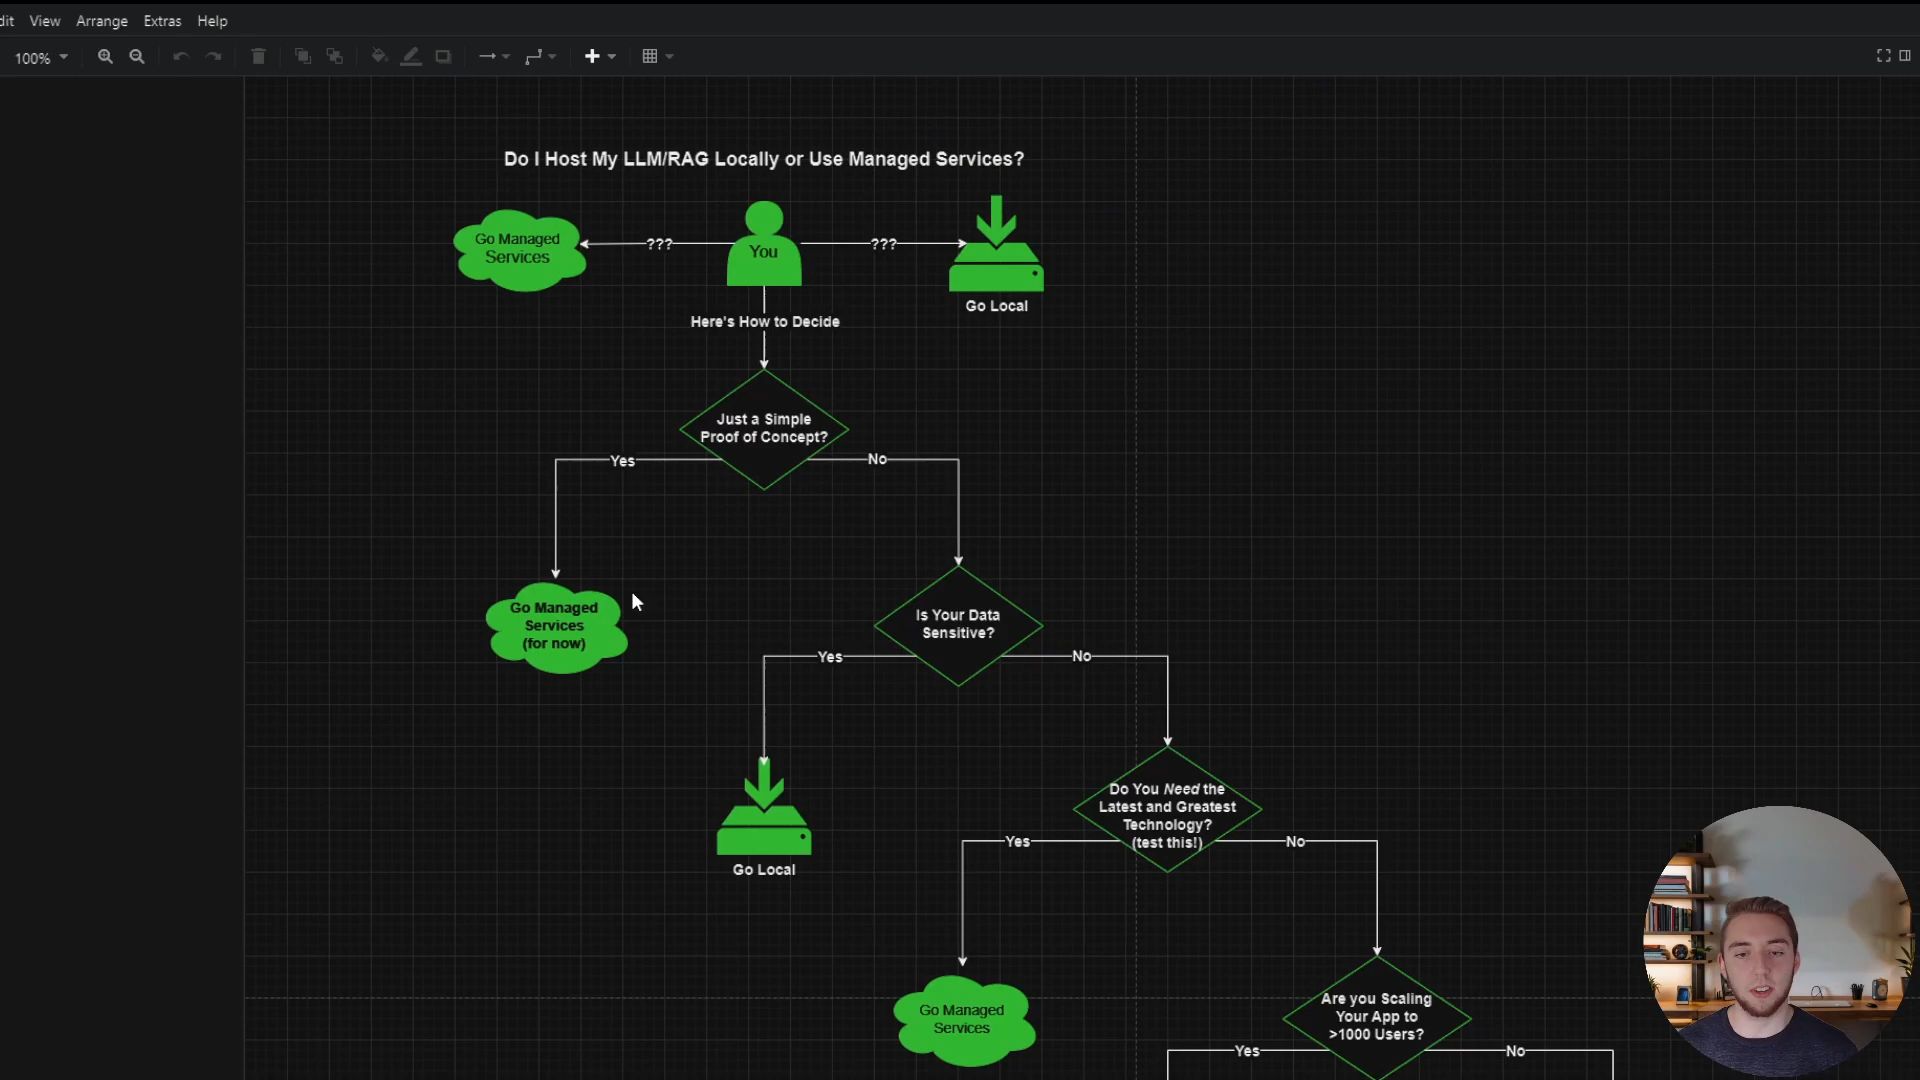 dit View Arrange Extras Help
100%
Do I Host My LLM/RAG Locally or Use Managed Services?
Go Managed
Services
???
You
???
Go Local
Here's How to Decide
Just a Simple
Proof of Concept?
Yes
No
Go Managed
Services
(for now)
Is Your Data
Sensitive?
Yes
No
Go Local
Do You Need the
Latest and Greatest
Technology?
(test this!)
Yes
No
Go Managed
Services
Are you Scaling
Your App to
>1000 Users?
Yes
No